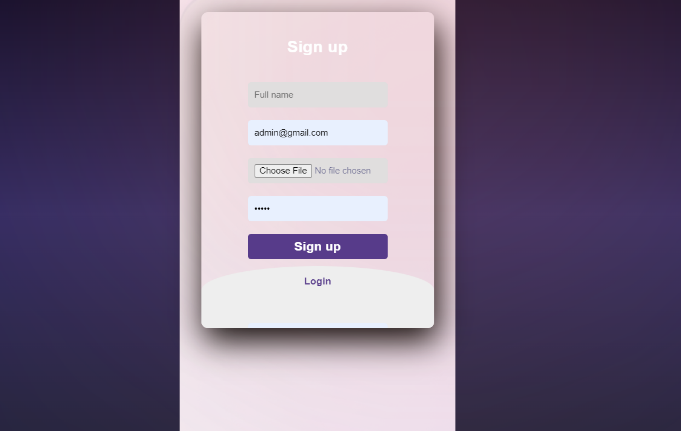 Sign up
Full name
admin@gmail.com
Choose File No file chosen
•••••
Sign up
Login